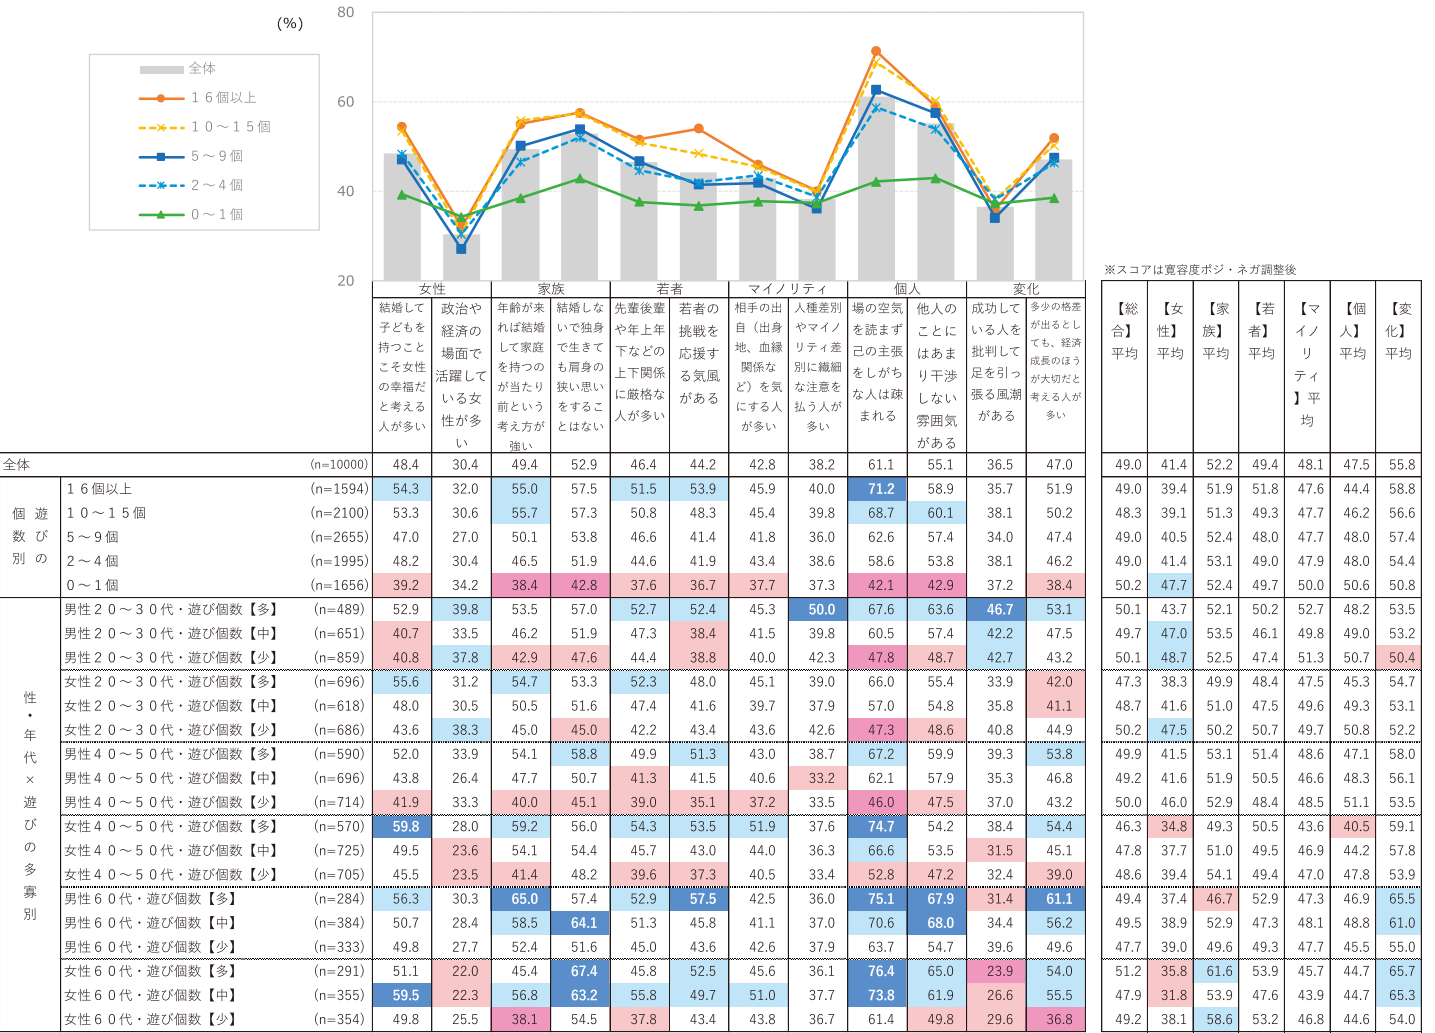 (%)
80
60
40
20
全体
16個以上
10～15個
5～9個
2～4個
0～1個
※スコアは寛容度ポジ・ネガ調整後
女性 家族 若者 マイノリティ 個人 変化
結婚して子どもを持つことこそ女性の幸福だと考える人が多い
政治や経済の場面で活躍している女性が多い
年齢が来れば結婚して家庭を持つのが当たり前という考え方が強い
結婚しないで独身で生きても肩身の狭い思いをすることはない
先輩後輩や年上年下などの上下関係に厳格な人が多い
若者の挑戦を応援する気風がある
相手の出自（出身地、血縁関係など）を気にする人が多い
人種差別やマイノリティ差別に繊細な注意を払う人が多い
場の空気を読まず己の主張をしがちな人は疎まれる
他人のことにはあまり干渉しない雰囲気がある
成功している人を批判して足を引っ張る風潮がある
多少の格差が出るとしても、経済成長のほうが大切だと考える人が多い
【総合】平均
【女性】平均
【家族】平均
【若者】平均
【マイノリティ】平均
【個人】平均
【変化】平均
全体 (n=10000) 48.4 30.4 49.4 52.9 46.4 44.2 42.8 38.2 61.1 55.1 36.5 47.0 49.0 41.4 52.2 49.4 48.1 47.5 55.8
遊びの個数別
16個以上 (n=1594) 54.3 32.0 55.0 57.5 51.5 53.9 45.9 40.0 71.2 58.9 35.7 51.9 49.0 39.4 51.9 51.8 47.6 44.4 58.8
10～15個 (n=2100) 53.3 30.6 55.7 57.3 50.8 48.3 45.4 39.8 68.7 60.1 38.1 50.2 48.3 39.1 51.3 49.3 47.7 46.2 56.6
5～9個 (n=2655) 47.0 27.0 50.1 53.8 46.6 41.4 41.8 36.0 62.6 57.4 34.0 47.4 49.0 40.5 52.4 48.0 47.7 48.0 57.4
2～4個 (n=1995) 48.2 30.4 46.5 51.9 44.6 41.9 43.4 38.6 58.6 53.8 38.1 46.2 49.0 41.4 53.1 49.0 47.9 48.0 54.4
0～1個 (n=1656) 39.2 34.2 38.4 42.8 37.6 36.7 37.7 37.3 42.1 42.9 37.2 38.4 50.2 47.7 52.4 49.7 50.0 50.6 50.8
性・年代×遊びの多寡別
男性20～30代・遊び個数【多】 (n=489) 52.9 39.8 53.5 57.0 52.7 52.4 45.3 50.0 67.6 63.6 46.7 53.1 50.1 43.7 52.1 50.2 52.7 48.2 53.5
男性20～30代・遊び個数【中】 (n=651) 40.7 33.5 46.2 51.9 47.3 38.4 41.5 39.8 60.5 57.4 42.2 47.5 49.7 47.0 53.5 46.1 49.8 49.0 53.2
男性20～30代・遊び個数【少】 (n=859) 40.8 37.8 42.9 47.6 44.4 38.8 40.0 42.3 47.8 48.7 42.7 43.2 50.1 48.7 52.5 47.4 51.3 50.7 50.4
女性20～30代・遊び個数【多】 (n=696) 55.6 31.2 54.7 53.3 52.3 48.0 45.1 39.0 66.0 55.4 33.9 42.0 47.3 38.3 49.9 48.4 47.5 45.3 54.7
女性20～30代・遊び個数【中】 (n=618) 48.0 30.5 50.5 51.6 47.4 41.6 39.7 37.9 57.0 54.8 35.8 41.1 48.7 41.6 51.0 47.5 49.6 49.3 53.1
女性20～30代・遊び個数【少】 (n=686) 43.6 38.3 45.0 45.0 42.2 43.4 43.6 42.6 47.3 48.6 40.8 44.9 50.2 47.5 50.2 50.7 49.7 50.8 52.2
男性40～50代・遊び個数【多】 (n=590) 52.0 33.9 54.1 58.8 49.9 51.3 43.0 38.7 67.2 59.9 39.3 53.8 49.9 41.5 53.1 51.4 48.6 47.1 58.0
男性40～50代・遊び個数【中】 (n=696) 43.8 26.4 47.7 50.7 41.3 41.5 40.6 33.2 62.1 57.9 35.3 46.8 49.2 41.6 51.9 50.5 46.6 48.3 56.1
男性40～50代・遊び個数【少】 (n=714) 41.9 33.3 40.0 45.1 39.0 35.1 37.2 33.5 46.0 47.5 37.0 43.2 50.0 46.0 52.9 48.4 48.5 51.1 53.5
女性40～50代・遊び個数【多】 (n=570) 59.8 28.0 59.2 56.0 54.3 53.5 51.9 37.6 74.7 54.2 38.4 54.4 46.3 34.8 49.3 50.5 43.6 40.5 59.1
女性40～50代・遊び個数【中】 (n=725) 49.5 23.6 54.1 54.4 45.7 43.0 44.0 36.3 66.6 53.5 31.5 45.1 47.8 37.7 51.0 49.5 46.9 44.2 57.8
女性40～50代・遊び個数【少】 (n=705) 45.5 23.5 41.4 48.2 39.6 37.3 40.5 33.4 52.8 47.2 32.4 39.0 48.6 39.4 54.1 49.4 47.0 47.8 53.9
男性60代・遊び個数【多】 (n=284) 56.3 30.3 65.0 57.4 52.9 57.5 42.5 36.0 75.1 67.9 31.4 61.1 49.4 37.4 46.7 52.9 47.3 46.9 65.5
男性60代・遊び個数【中】 (n=384) 50.7 28.4 58.5 64.1 51.3 45.8 41.1 37.0 70.6 68.0 34.4 56.2 49.5 38.9 52.9 47.3 48.1 48.8 61.0
男性60代・遊び個数【少】 (n=333) 49.8 27.7 52.4 51.6 45.0 43.6 42.6 37.9 63.7 54.7 39.6 49.6 47.7 39.0 49.6 49.3 47.7 45.5 55.0
女性60代・遊び個数【多】 (n=291) 51.1 22.0 45.4 67.4 45.8 52.5 45.6 36.1 76.4 65.0 23.9 54.0 51.2 35.8 61.6 53.9 45.7 44.7 65.7
女性60代・遊び個数【中】 (n=355) 59.5 22.3 56.8 63.2 55.8 49.7 51.0 37.7 73.8 61.9 26.6 55.5 47.9 31.8 53.9 47.6 43.9 44.7 65.3
女性60代・遊び個数【少】 (n=354) 49.8 25.5 38.1 54.5 37.8 43.4 43.8 36.7 61.4 49.8 29.6 36.8 49.2 38.1 58.6 53.2 46.8 44.6 54.0